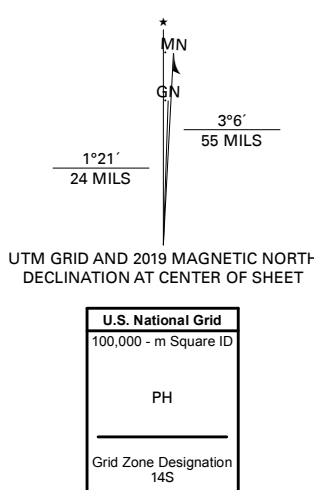 ★
MN
GN
3°6´
55 MILS
1°21´
24 MILS
UTM GRID AND 2019 MAGNETIC NORTH
DECLINATION AT CENTER OF SHEET
U.S. National Grid
100,000 - m Square ID
PH
Grid Zone Designation
14S